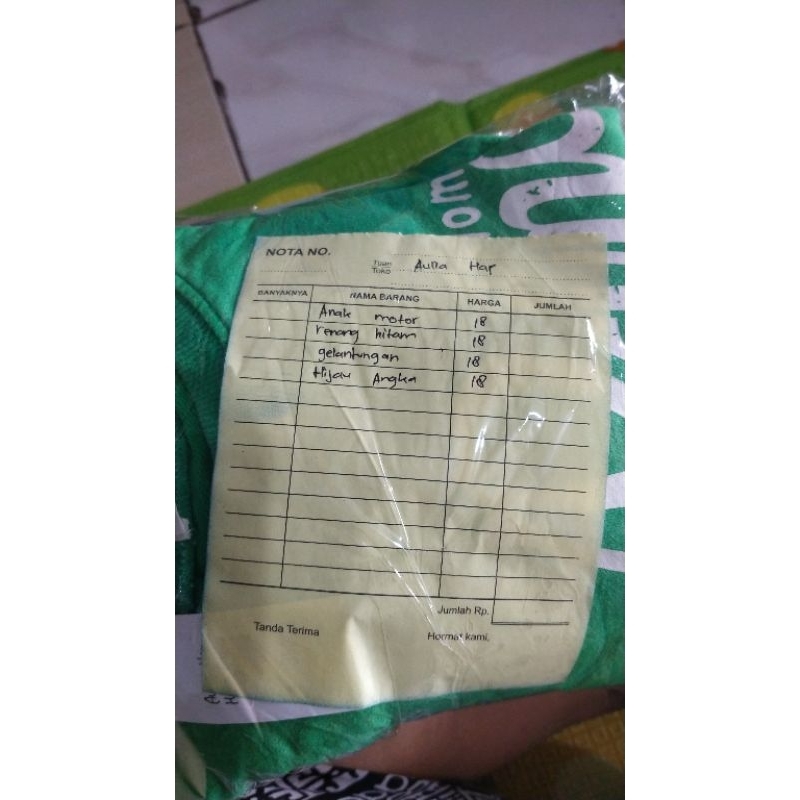 NOTA NO.
Tuan
Toko
Aulia Har
BANYAKNYA NAMA BARANG HARGA JUMLAH
Anak motor 18
renang hitam 18
gelantungan 18
Hijau Angka 18
Jumlah Rp.
Tanda Terima Hormat kami,